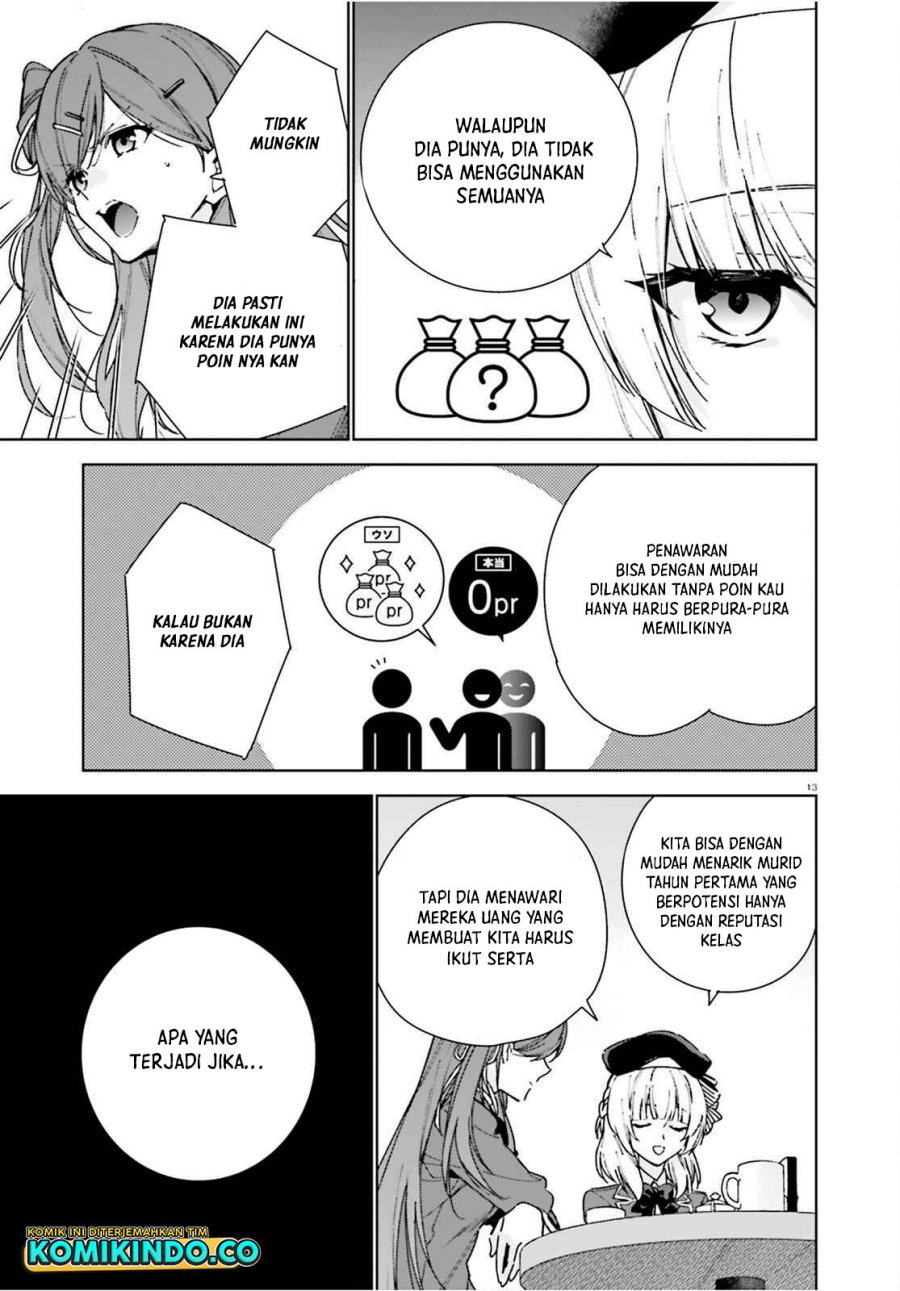 WALAUPUN
DIA PUNYA, DIA TIDAK
BISA MENGGUNAKAN
SEMUANYA
?
TIDAK
MUNGKIN
DIA PASTI
MELAKUKAN INI
KARENA DIA PUNYA
POIN NYA KAN
PENAWARAN
BISA DENGAN MUDAH
DILAKUKAN TANPA POIN KAU
HANYA HARUS BERPURA-PURA
MEMILIKINYA
本当
0pr
ウソ
pr
pr
pr
KALAU BUKAN
KARENA DIA
13
KITA BISA DENGAN
MUDAH MENARIK MURID
TAHUN PERTAMA YANG
BERPOTENSI HANYA
DENGAN REPUTASI
KELAS
TAPI DIA MENAWARI
MEREKA UANG YANG
MEMBUAT KITA HARUS
IKUT SERTA
APA YANG
TERJADI JIKA...
KOMIK INI DITERJEMAHKAN TIM
KOMIKINDO.CO